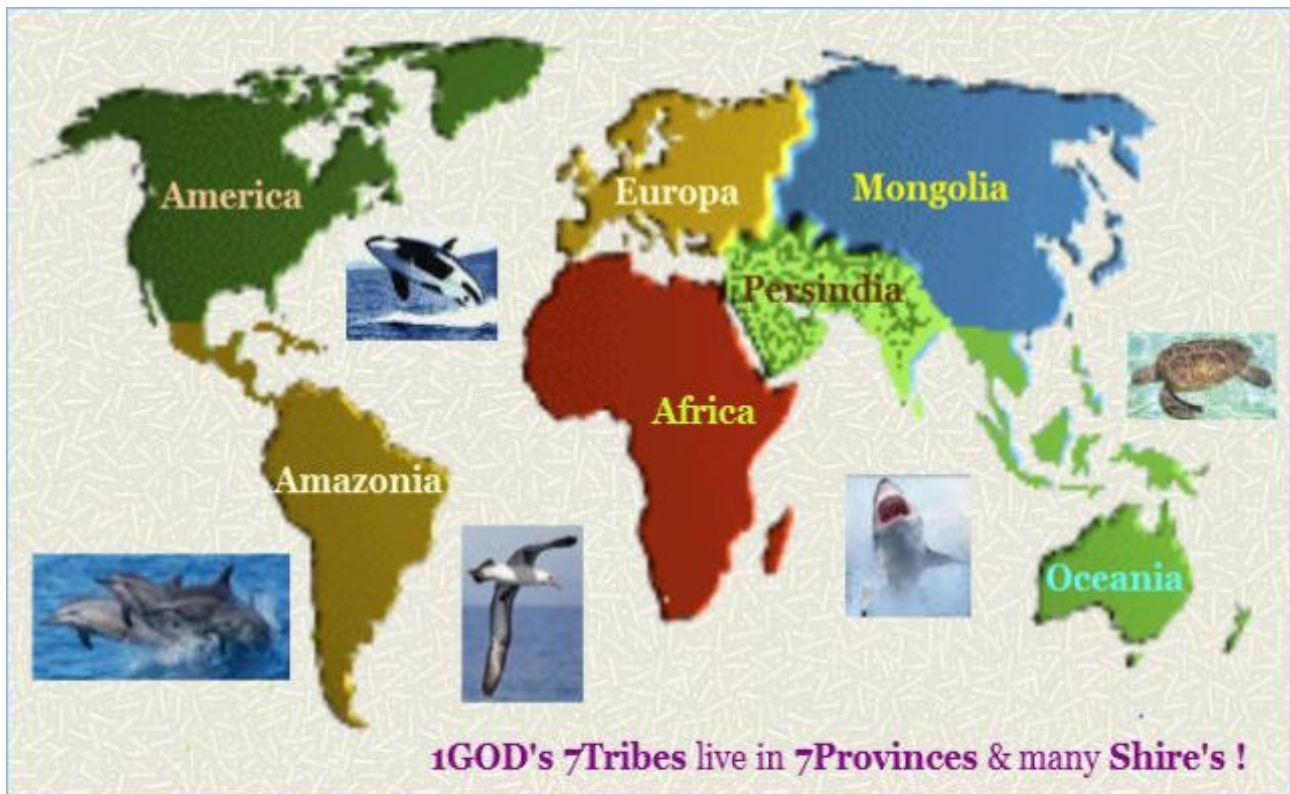 America
Europa
Mongolia
Persindia
Africa
Amazonia
Oceania
1GOD's 7Tribes live in 7Provinces & many Shire's !